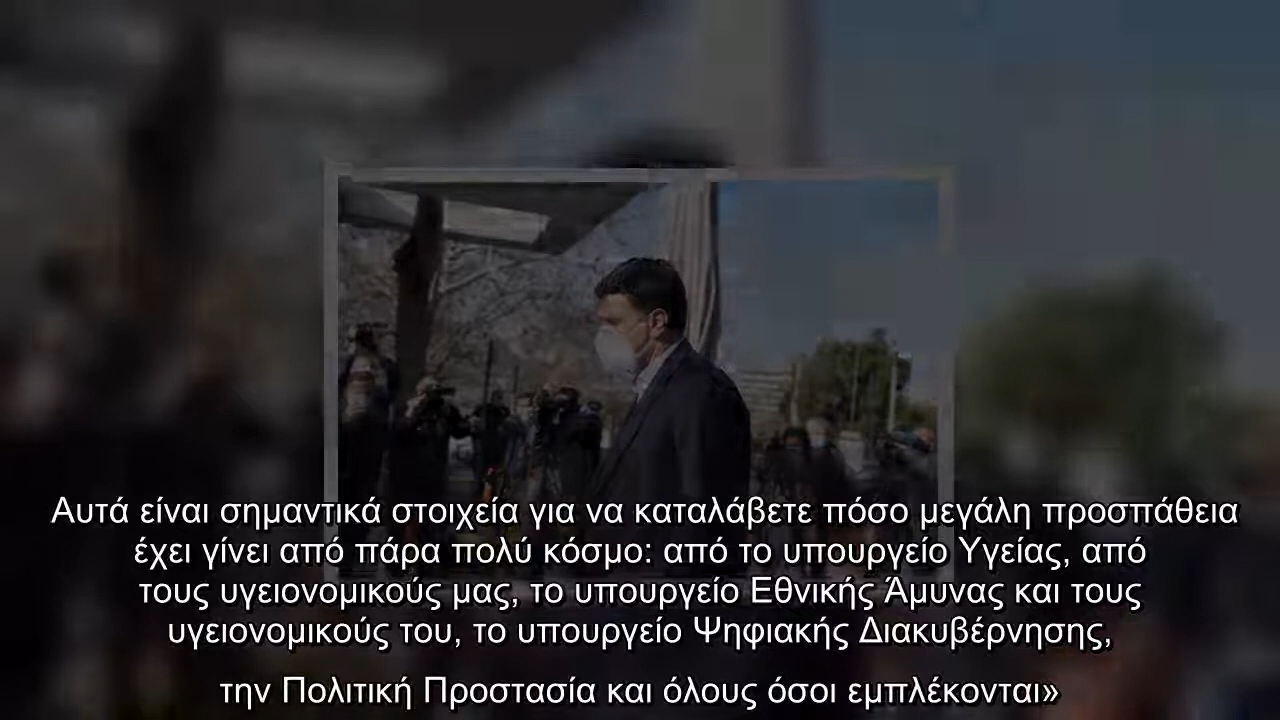 Αυτά είναι σημαντικά στοιχεία για να καταλάβετε πόσο μεγάλη προσπάθεια
έχει γίνει από πάρα πολύ κόσμο: από το υπουργείο Υγείας, από
τους υγειονομικούς μας, το υπουργείο Εθνικής Άμυνας και τους
υγειονομικούς του, το υπουργείο Ψηφιακής Διακυβέρνησης,
την Πολιτική Προστασία και όλους όσοι εμπλέκονται»